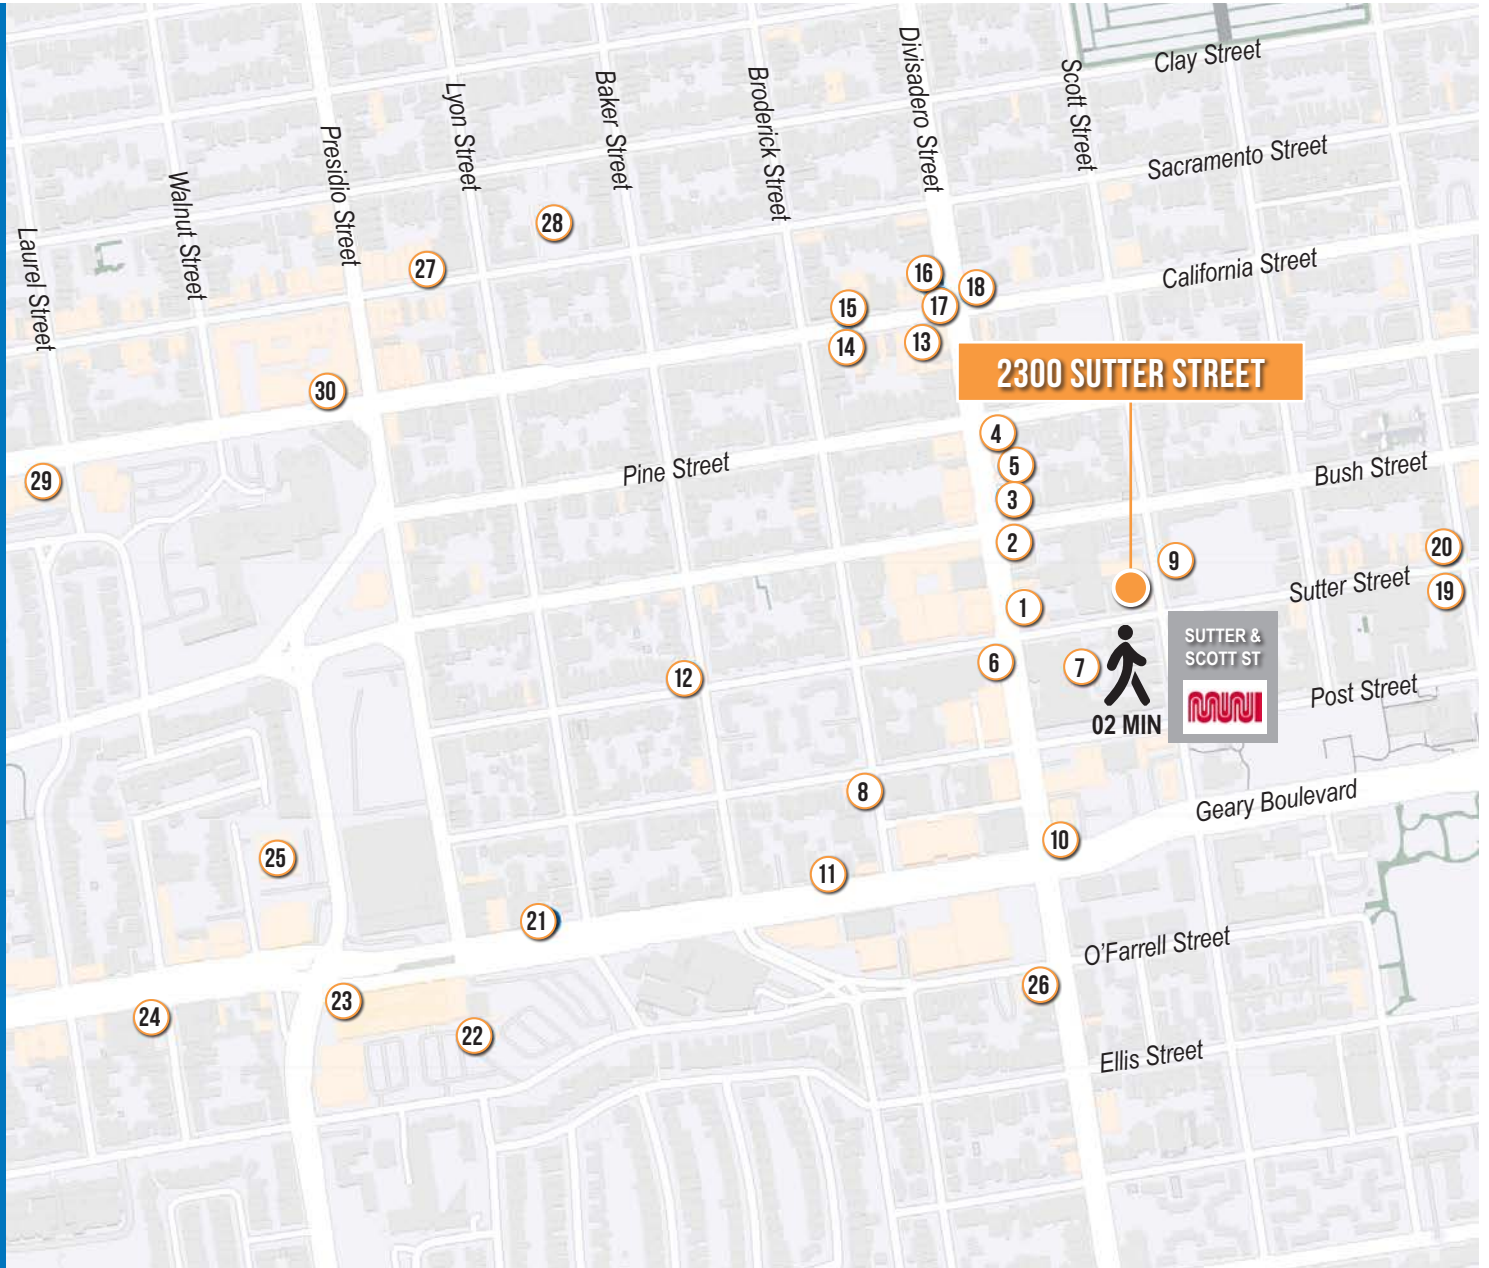 Clay Street
Divisadero Street
Scott Street
Broderick Street
Baker Street
Lyon Street
Presidio Street
Walnut Street
Laurel Street
Sacramento Street
California Street
28
27
16
18
15
17
14
13
30
2300 SUTTER STREET
4
5
Pine Street
Bush Street
29
3
2
20
9
Sutter Street
19
1
SUTTER &
SCOTT ST
6
7
12
Post Street
MUNI
02 MIN
8
Geary Boulevard
10
25
11
21
O'Farrell Street
26
23
24
22
Ellis Street